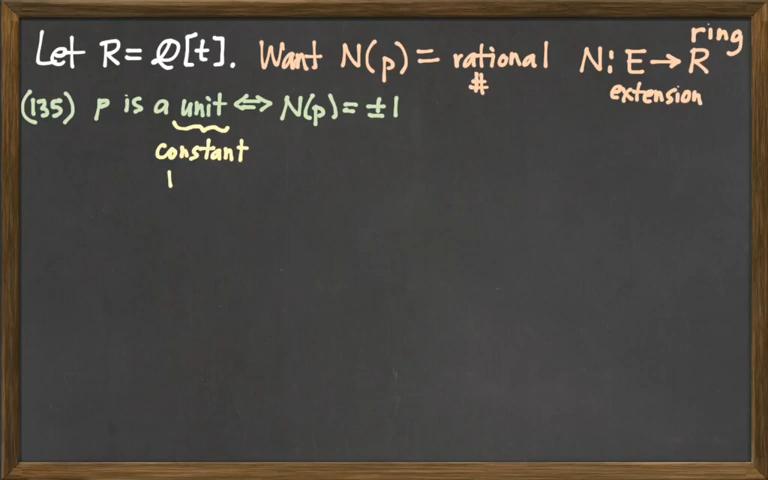 Let R = Q[t]. Want N(p) = rational # N: E → R ring
extension
(135) p is a unit ⇔ N(p) = ±1
constant
1